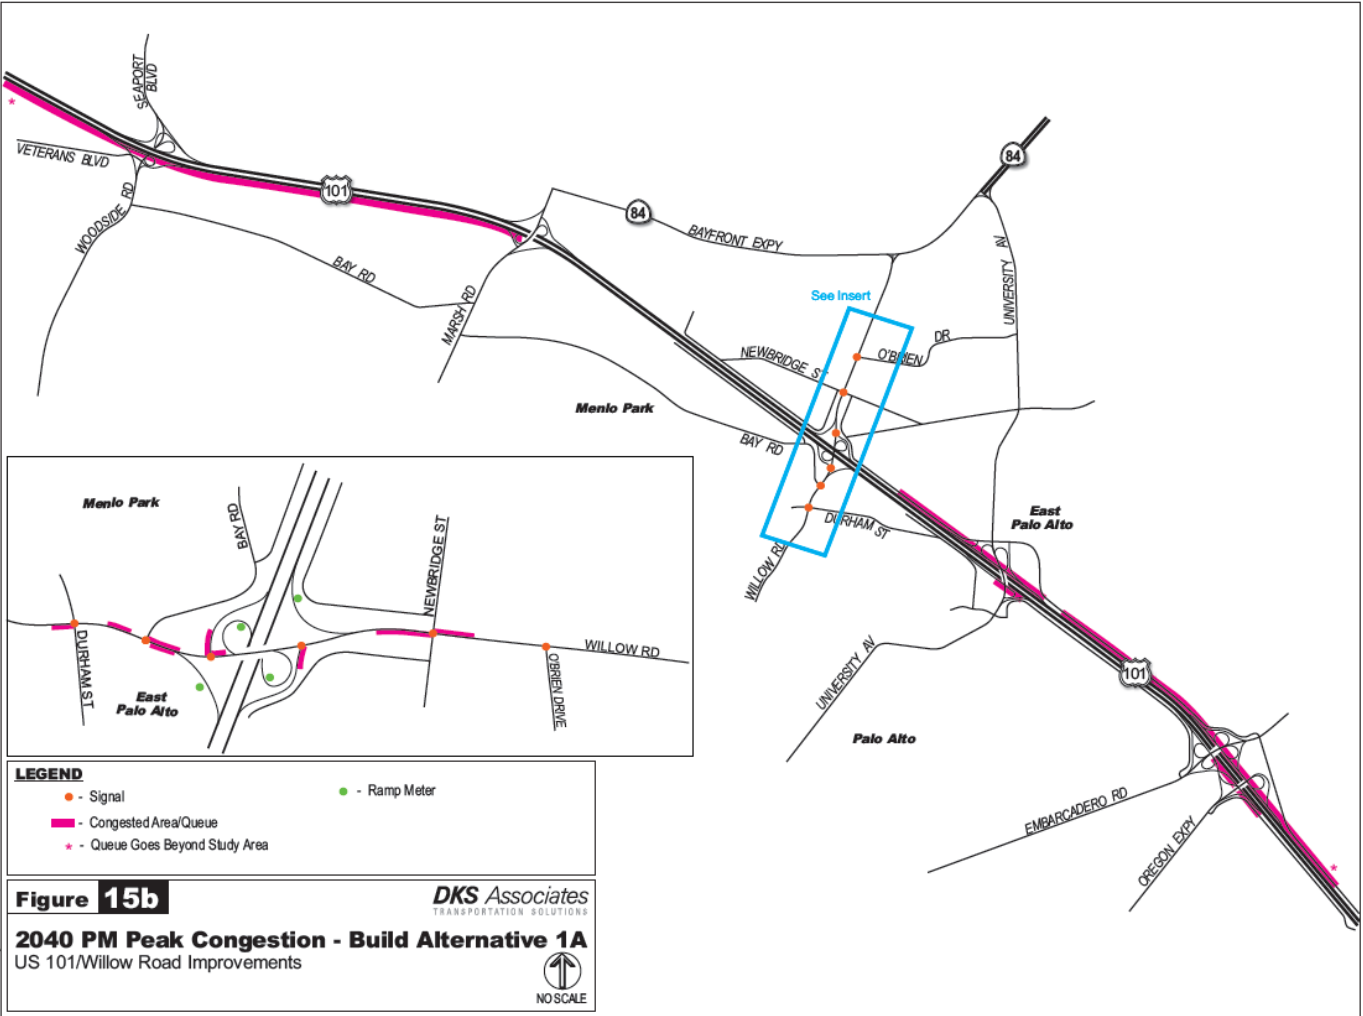 SEAPORT
BLVD
*
VETERANS BLVD
WOODSIDE RD
101
84
84
BAYFRONT EXPY
UNIVERSITY AV
BAY RD
MARSH RD
See Insert
NEWBRIDGE ST
O'BRIEN
DR
Menlo Park
BAY RD
DURHAM ST
WILLOW RD
East
Palo Alto
UNIVERSITY AV
101
Palo Alto
EMBARCADERO RD
OREGON EXPY
*
Menlo Park
BAY RD
NEWBRIDGE ST
DURHAM ST
East
Palo Alto
WILLOW RD
O'BRIEN DRIVE
LEGEND
- Signal
- Ramp Meter
- Congested Area/Queue
* - Queue Goes Beyond Study Area
Figure 15b
DKS Associates
TRANSPORTATION SOLUTIONS
2040 PM Peak Congestion - Build Alternative 1A
US 101/Willow Road Improvements
NO SCALE